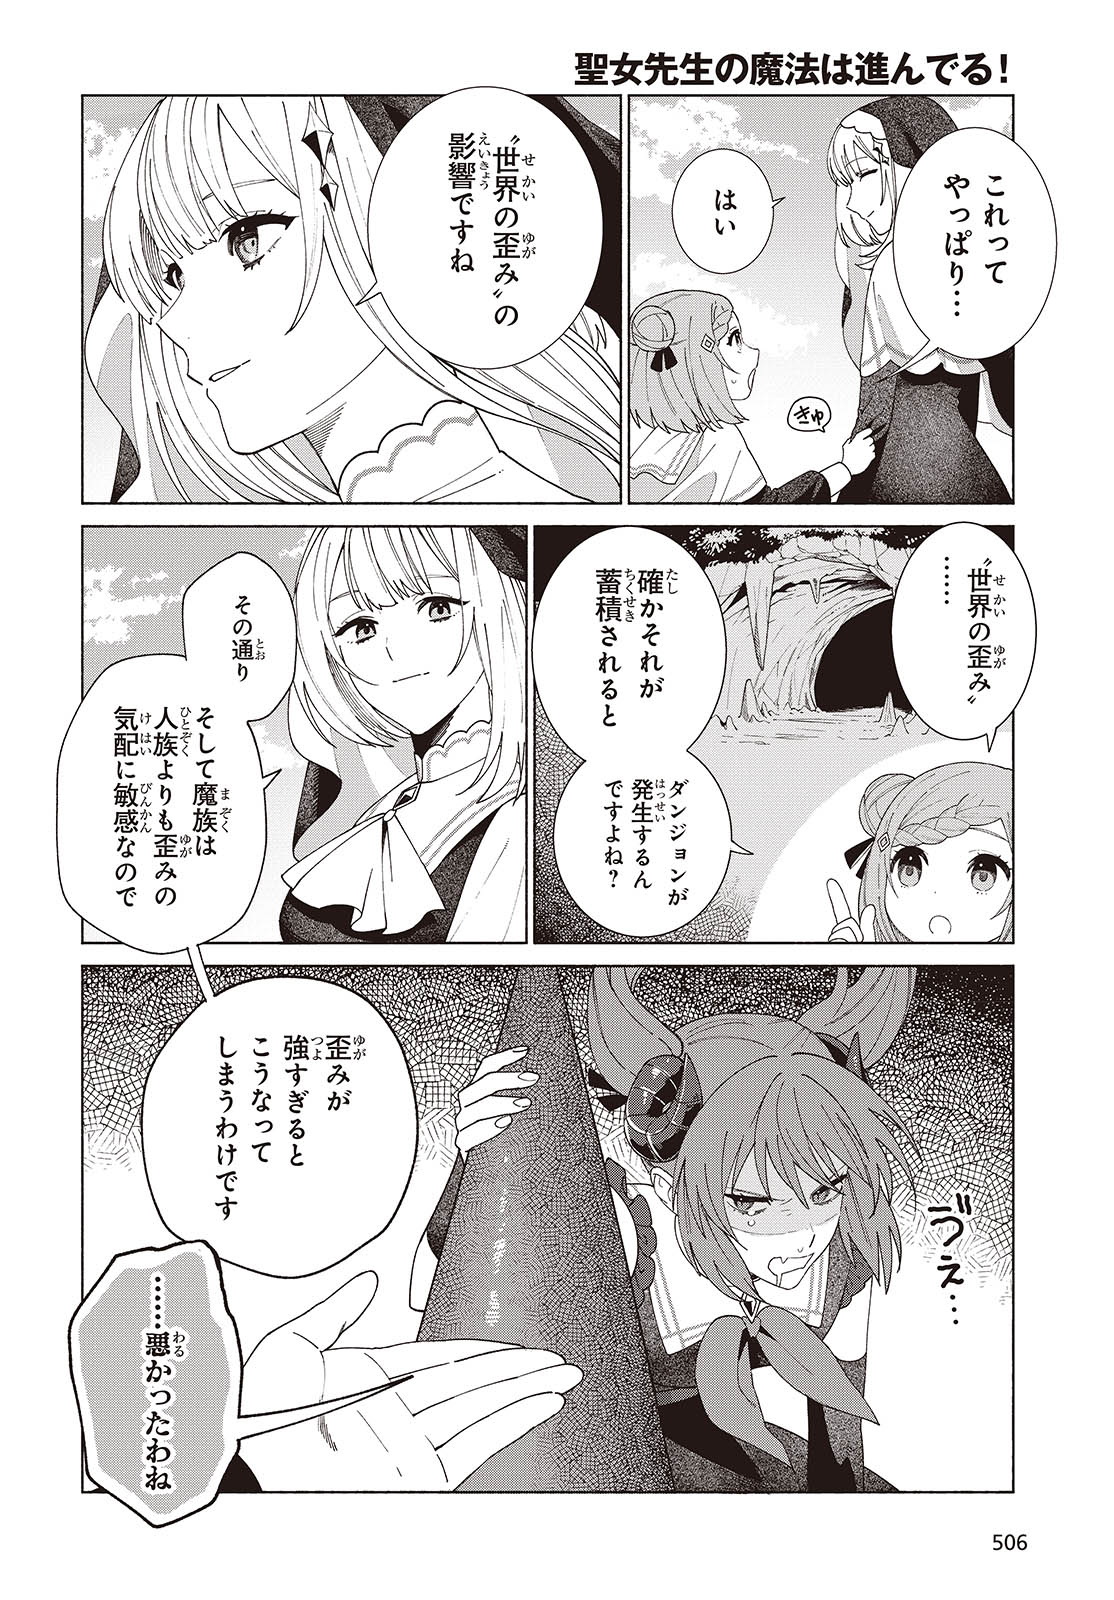 聖女先生の魔法は進んでる！
これって
やっぱり…
はい
きゅ
〝世界の歪み〟の
影響ですね
〝世界の歪み〟
……
確かそれが
蓄積されると
ダンジョンが
発生するん
ですよね？
その通り
そして魔族は
人族よりも歪みの
気配に敏感なので
歪みが
強すぎると
こうなって
しまうわけです
ヴぇ…
……悪かったわね
506